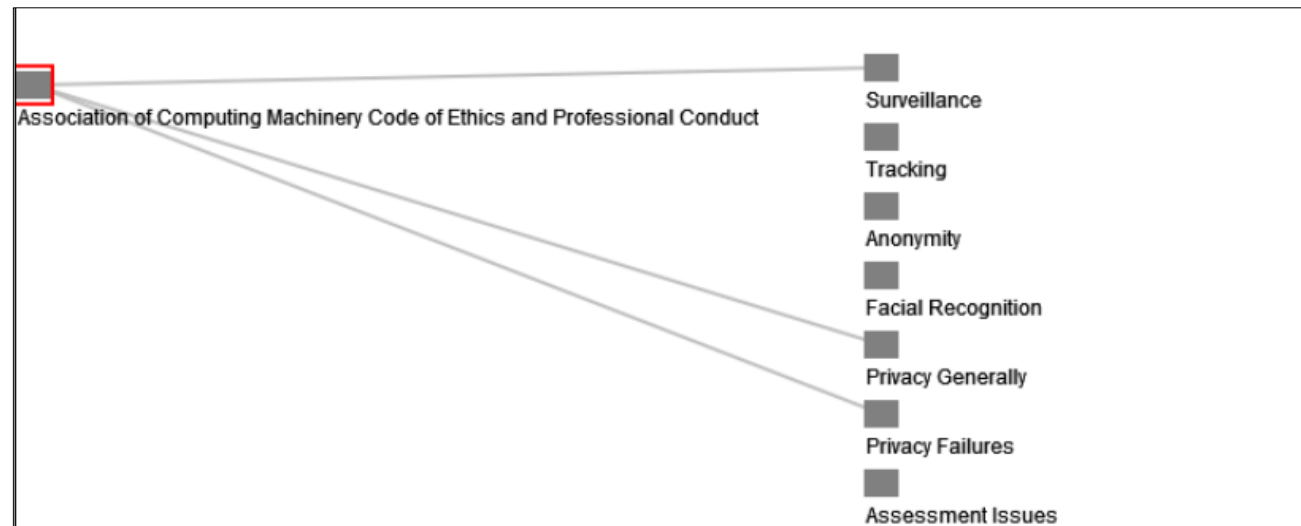 Association of Computing Machinery Code of Ethics and Professional Conduct
Surveillance
Tracking
Anonymity
Facial Recognition
Privacy Generally
Privacy Failures
Assessment Issues